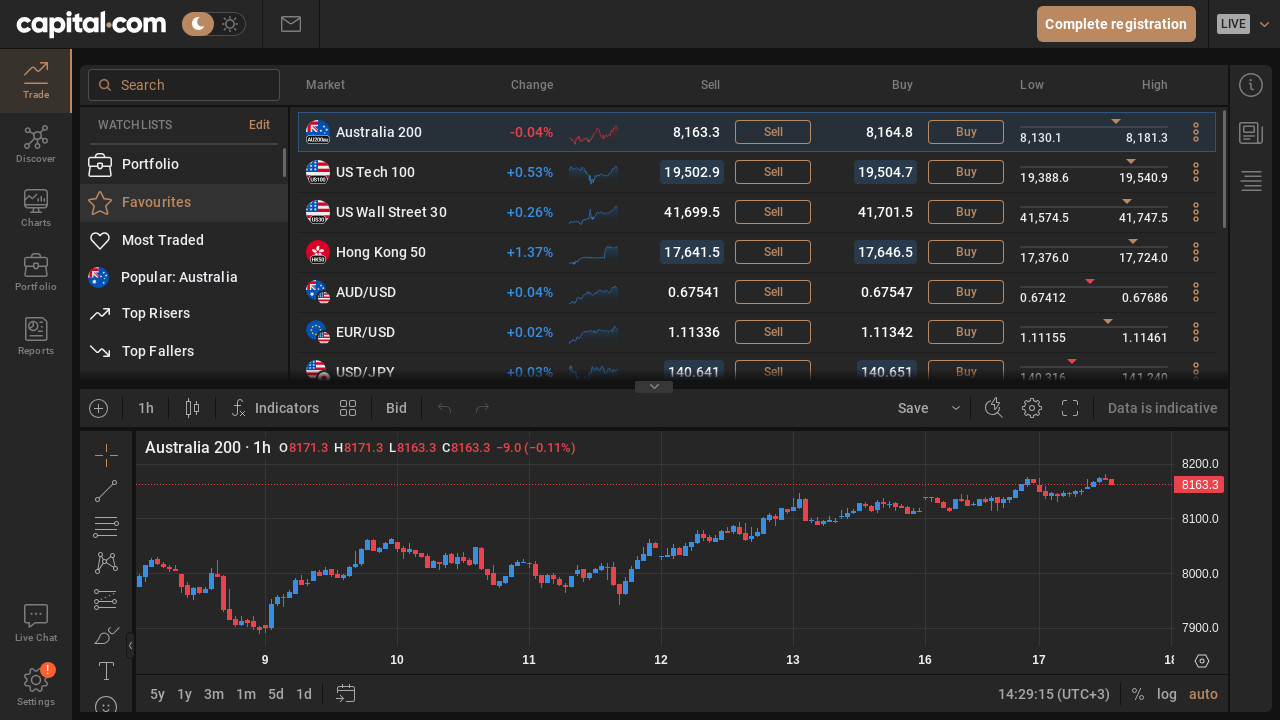 capital.com
Complete registration
LIVE
Trade
Discover
Charts
Portfolio
Reports
Live Chat
!
Settings
Search
WATCHLISTS Edit
Portfolio
Favourites
Most Traded
Popular: Australia
Top Risers
Top Fallers
Market Change Sell Buy Low High
Australia 200 -0.04% 8,163.3 Sell 8,164.8 Buy 8,130.1 8,181.3
US Tech 100 +0.53% 19,502.9 Sell 19,504.7 Buy 19,388.6 19,540.9
US Wall Street 30 +0.26% 41,699.5 Sell 41,701.5 Buy 41,574.5 41,747.5
Hong Kong 50 +1.37% 17,641.5 Sell 17,646.5 Buy 17,376.0 17,724.0
AUD/USD +0.04% 0.67541 Sell 0.67547 Buy 0.67412 0.67686
EUR/USD +0.02% 1.11336 Sell 1.11342 Buy 1.11155 1.11461
USD/JPY +0.03% 140.641 Sell 140.651 Buy 140.316 141.240
1h Indicators Bid Save Data is indicative
Australia 200 · 1h O8171.3 H8171.3 L8163.3 C8163.3 −9.0 (−0.11%)
8200.0
8163.3
8100.0
8000.0
7900.0
9 10 11 12 13 16 17 18
5y 1y 3m 1m 5d 1d 14:29:15 (UTC+3) % log auto